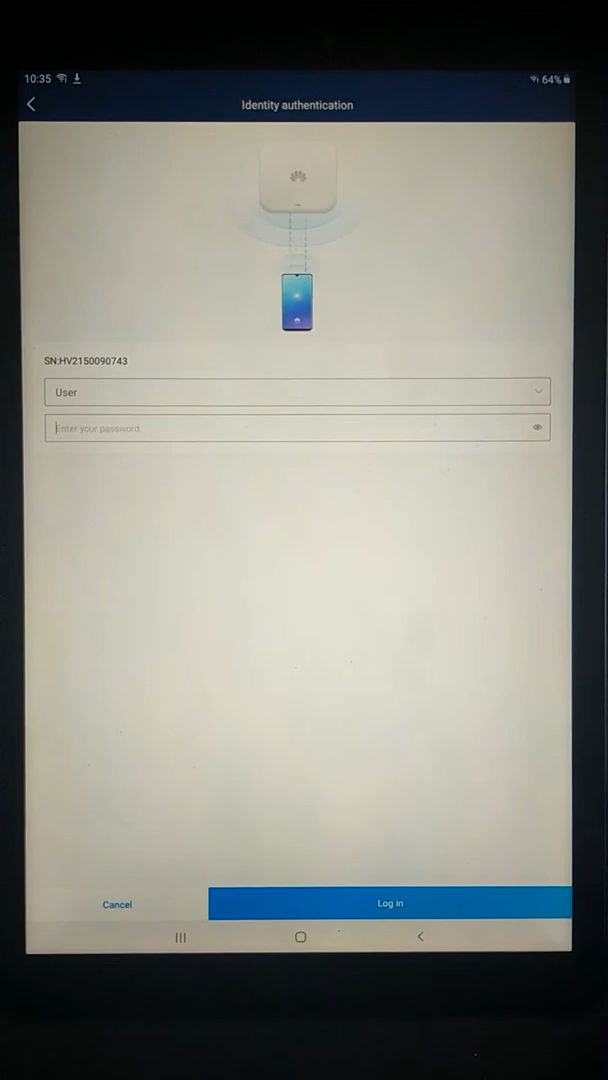 10:35 64%
Identity authentication
SN:HV2150090743
User
Enter your password.
Cancel Log in